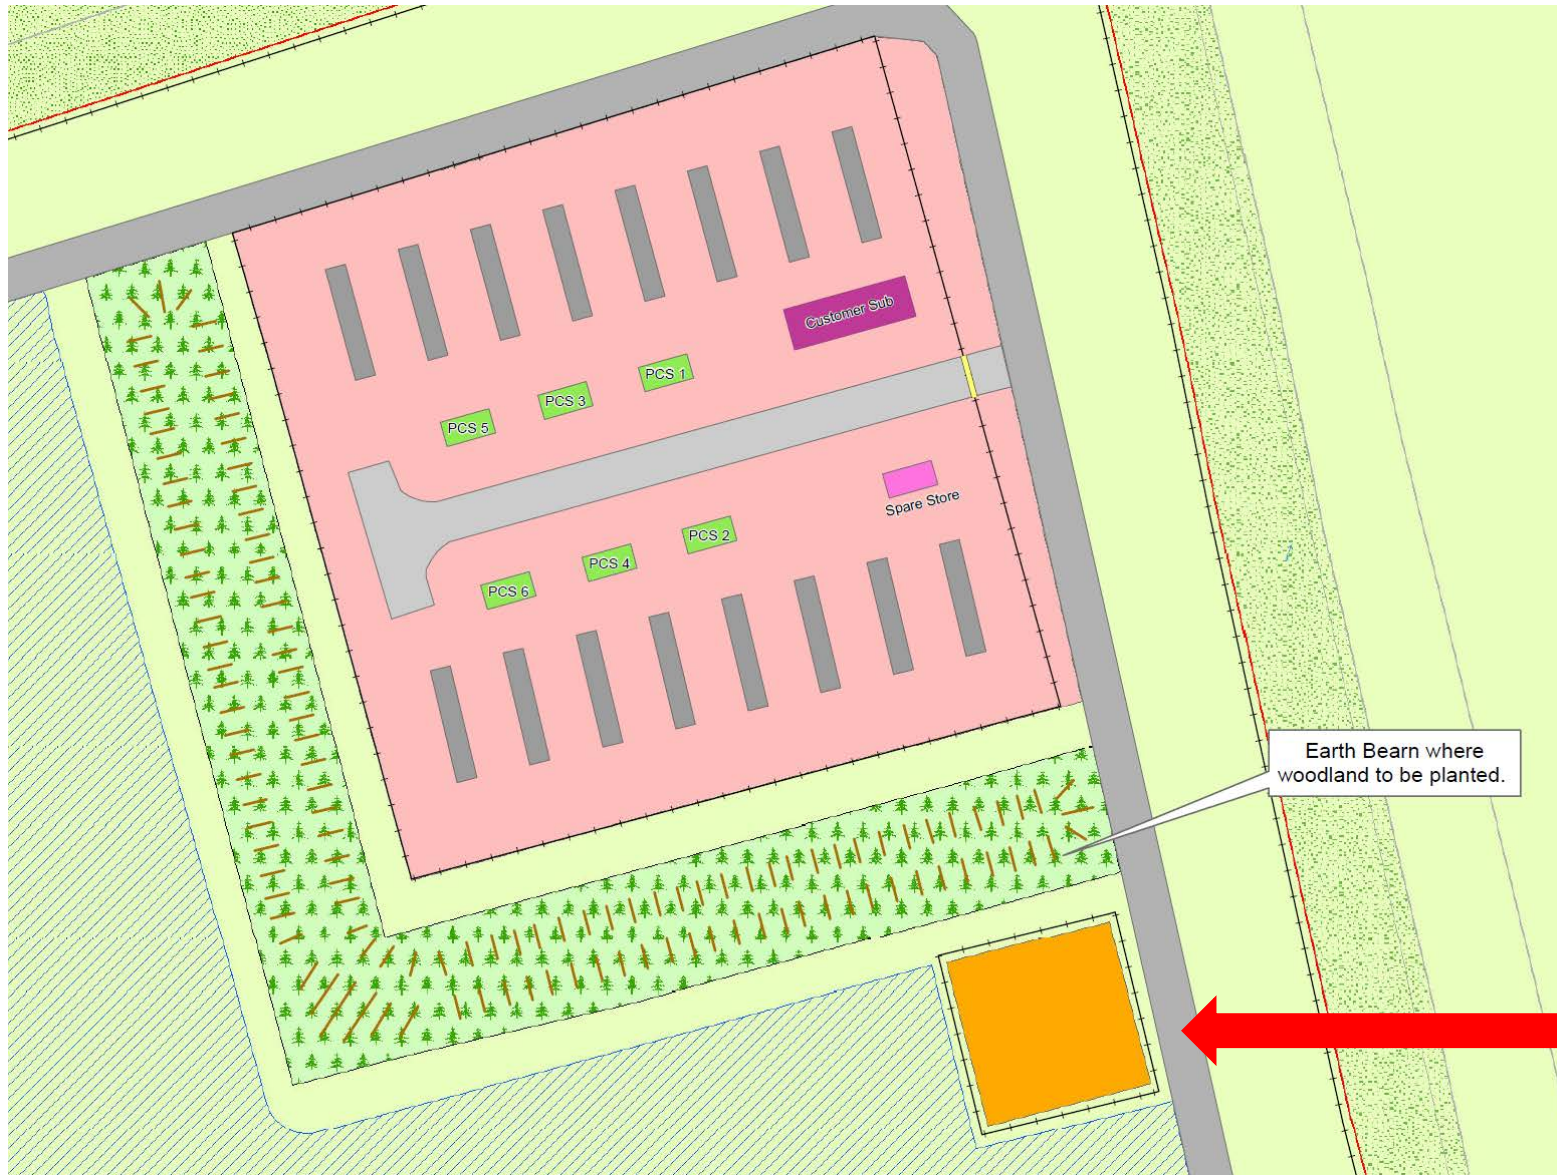 Customer Sub
PCS 1
PCS 3
PCS 5
Spare Store
PCS 2
PCS 4
PCS 6
Earth Bearn where
woodland to be planted.